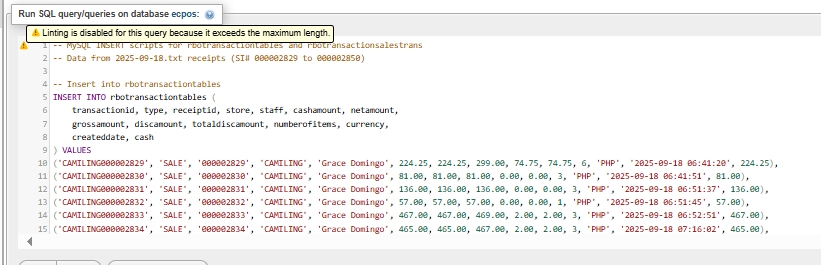 Run SQL query/queries on database ecpos:
Linting is disabled for this query because it exceeds the maximum length.
1 -- MySQL INSERT scripts for rbotransactiontables and rbotransactionsalestrans
2 -- Data from 2025-09-18.txt receipts (SI# 000002829 to 000002850)
3
4 -- Insert into rbotransactiontables
5 INSERT INTO rbotransactiontables (
6 transactionid, type, receiptid, store, staff, cashamount, netamount,
7 grossamount, discamount, totaldiscamount, numberofitems, currency,
8 createddate, cash
9 ) VALUES
10 ('CAMILING000002829', 'SALE', '000002829', 'CAMILING', 'Grace Domingo', 224.25, 224.25, 299.00, 74.75, 74.75, 6, 'PHP', '2025-09-18 06:41:20', 224.25),
11 ('CAMILING000002830', 'SALE', '000002830', 'CAMILING', 'Grace Domingo', 81.00, 81.00, 81.00, 0.00, 0.00, 3, 'PHP', '2025-09-18 06:41:51', 81.00),
12 ('CAMILING000002831', 'SALE', '000002831', 'CAMILING', 'Grace Domingo', 136.00, 136.00, 136.00, 0.00, 0.00, 3, 'PHP', '2025-09-18 06:51:37', 136.00),
13 ('CAMILING000002832', 'SALE', '000002832', 'CAMILING', 'Grace Domingo', 57.00, 57.00, 57.00, 0.00, 0.00, 1, 'PHP', '2025-09-18 06:51:45', 57.00),
14 ('CAMILING000002833', 'SALE', '000002833', 'CAMILING', 'Grace Domingo', 467.00, 467.00, 469.00, 2.00, 2.00, 3, 'PHP', '2025-09-18 06:52:51', 467.00),
15 ('CAMILING000002834', 'SALE', '000002834', 'CAMILING', 'Grace Domingo', 465.00, 465.00, 467.00, 2.00, 2.00, 3, 'PHP', '2025-09-18 07:16:02', 465.00),